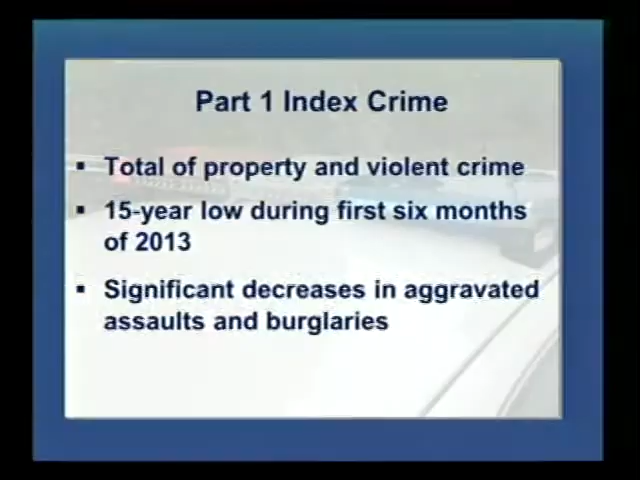 Part 1 Index Crime
▪ Total of property and violent crime
▪ 15-year low during first six months
of 2013
▪ Significant decreases in aggravated
assaults and burglaries